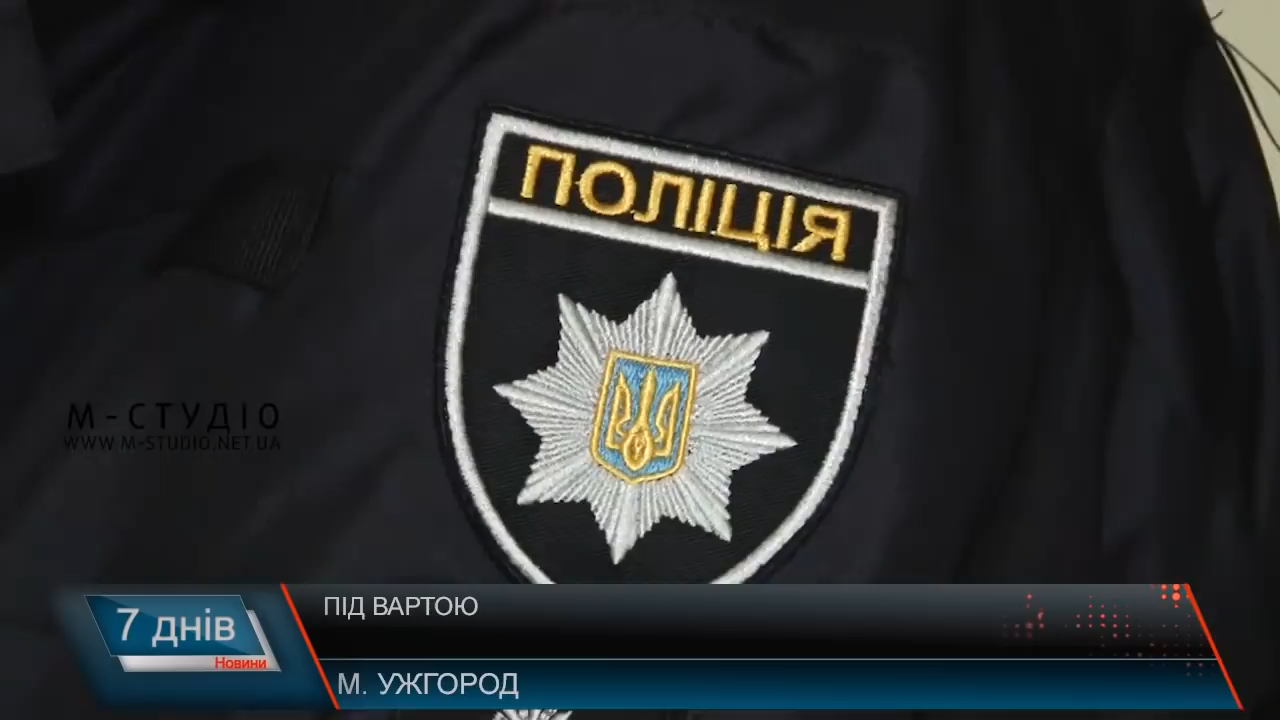 ПОЛІЦІЯ
М-СТУДІО
WWW.M-STUDIO.NET.UA
7 днів
Новини
ПІД ВАРТОЮ
М. УЖГОРОД